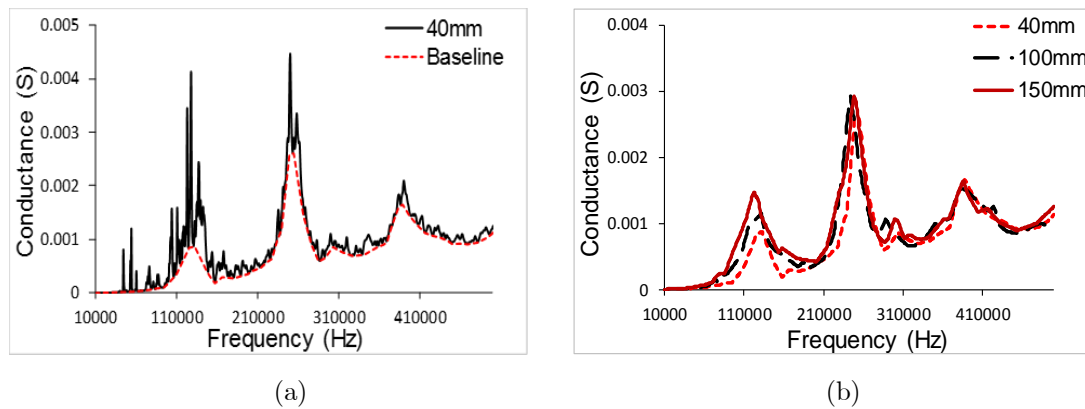 0.005
0.004
0.003
0.002
0.001
0
Conductance (S)
40mm
Baseline
10000 110000 210000 310000 410000
Frequency (Hz)
(a)
0.004
0.003
0.002
0.001
0
Conductance (S)
40mm
100mm
150mm
10000 110000 210000 310000 410000
Frequency (Hz)
(b)